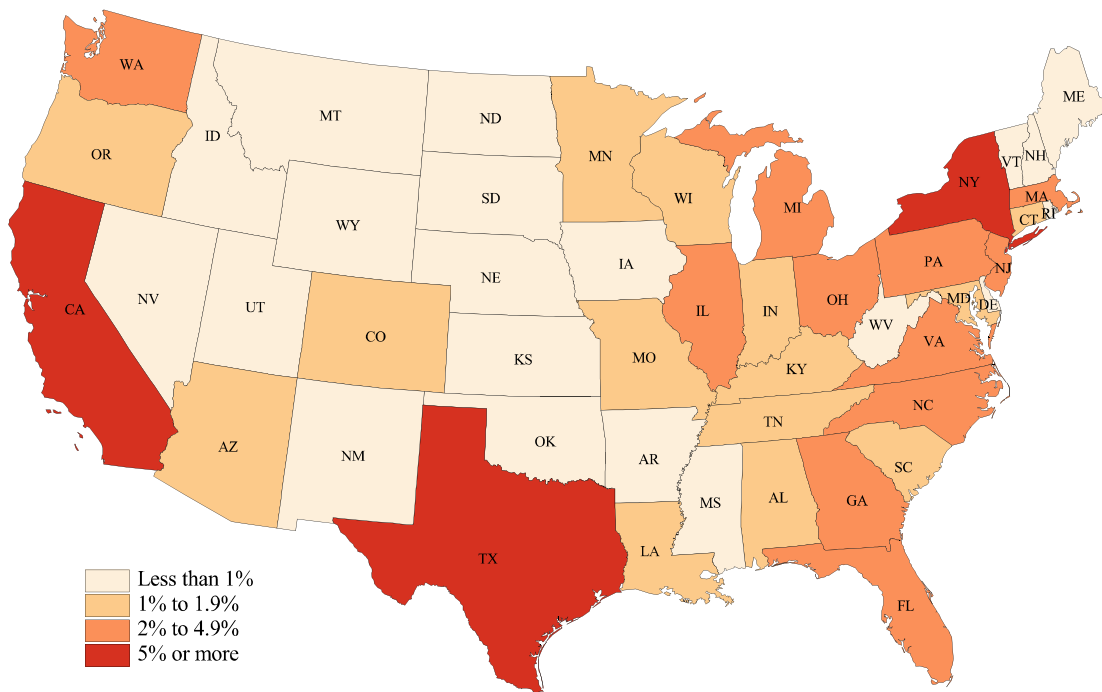 WA
MT
ND
ME
ID
OR
MN
VT
NH
SD
WI
NY
MA
MI
CT
RI
WY
IA
PA
NJ
NE
NV
UT
CA
IL
IN
OH
MD
DE
CO
WV
VA
KS
MO
KY
NC
TN
AZ
NM
OK
AR
SC
MS
AL
GA
LA
TX
FL
Less than 1%
1% to 1.9%
2% to 4.9%
5% or more